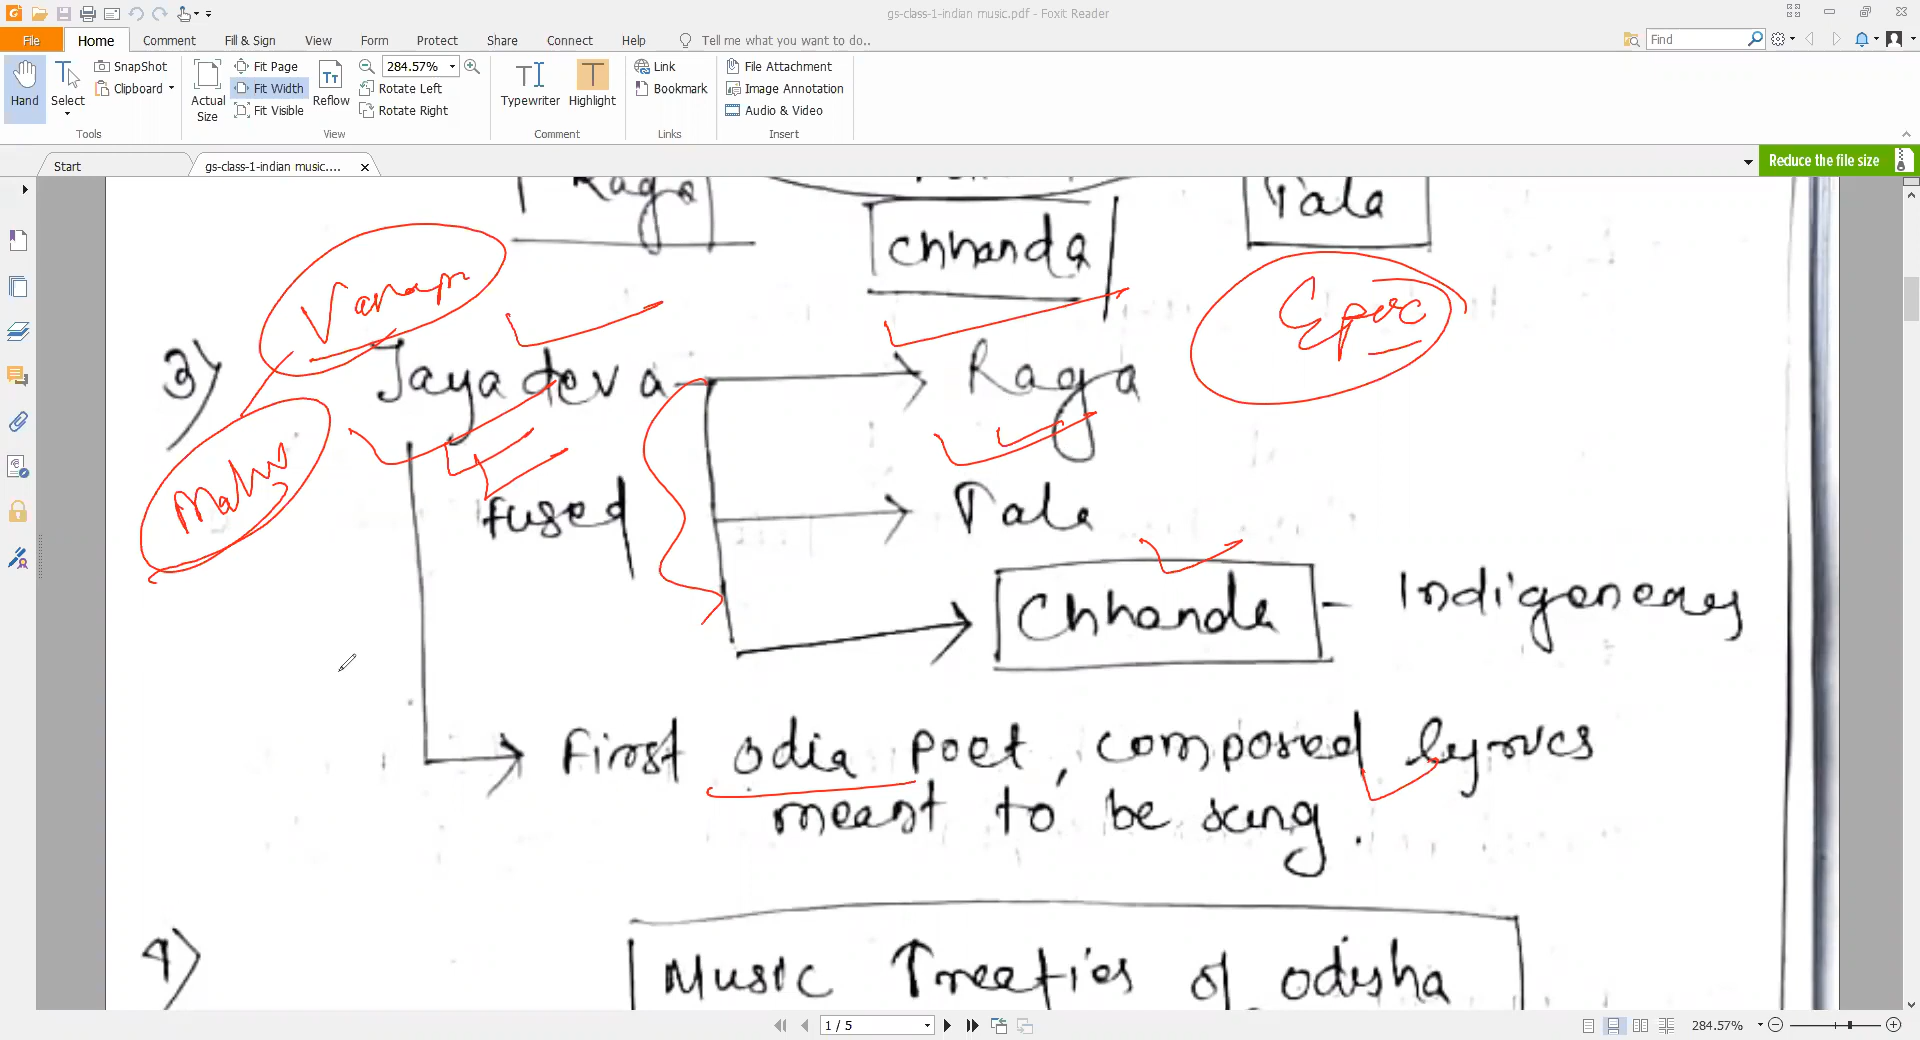 gs-class-1-indian music.pdf - Foxit Reader
File Home Comment Fill & Sign View Form Protect Share Connect Help Tell me what you want to do.. Find
Hand Select SnapShot Clipboard Actual Size Fit Page Fit Width Fit Visible Reflow 284.57% Rotate Left Rotate Right Typewriter Highlight Link Bookmark File Attachment Image Annotation Audio & Video
Tools View Comment Links Insert
Start gs-class-1-indian music.... Reduce the file size
Raga Tala
Chhanda
Epic
3) Jayadeva Raga
fused Tala
Chhanda - Indigeneous
First odia poet, composed lyrics
meant to be sung.
4) Music Treeties of odisha
1 / 5 284.57%